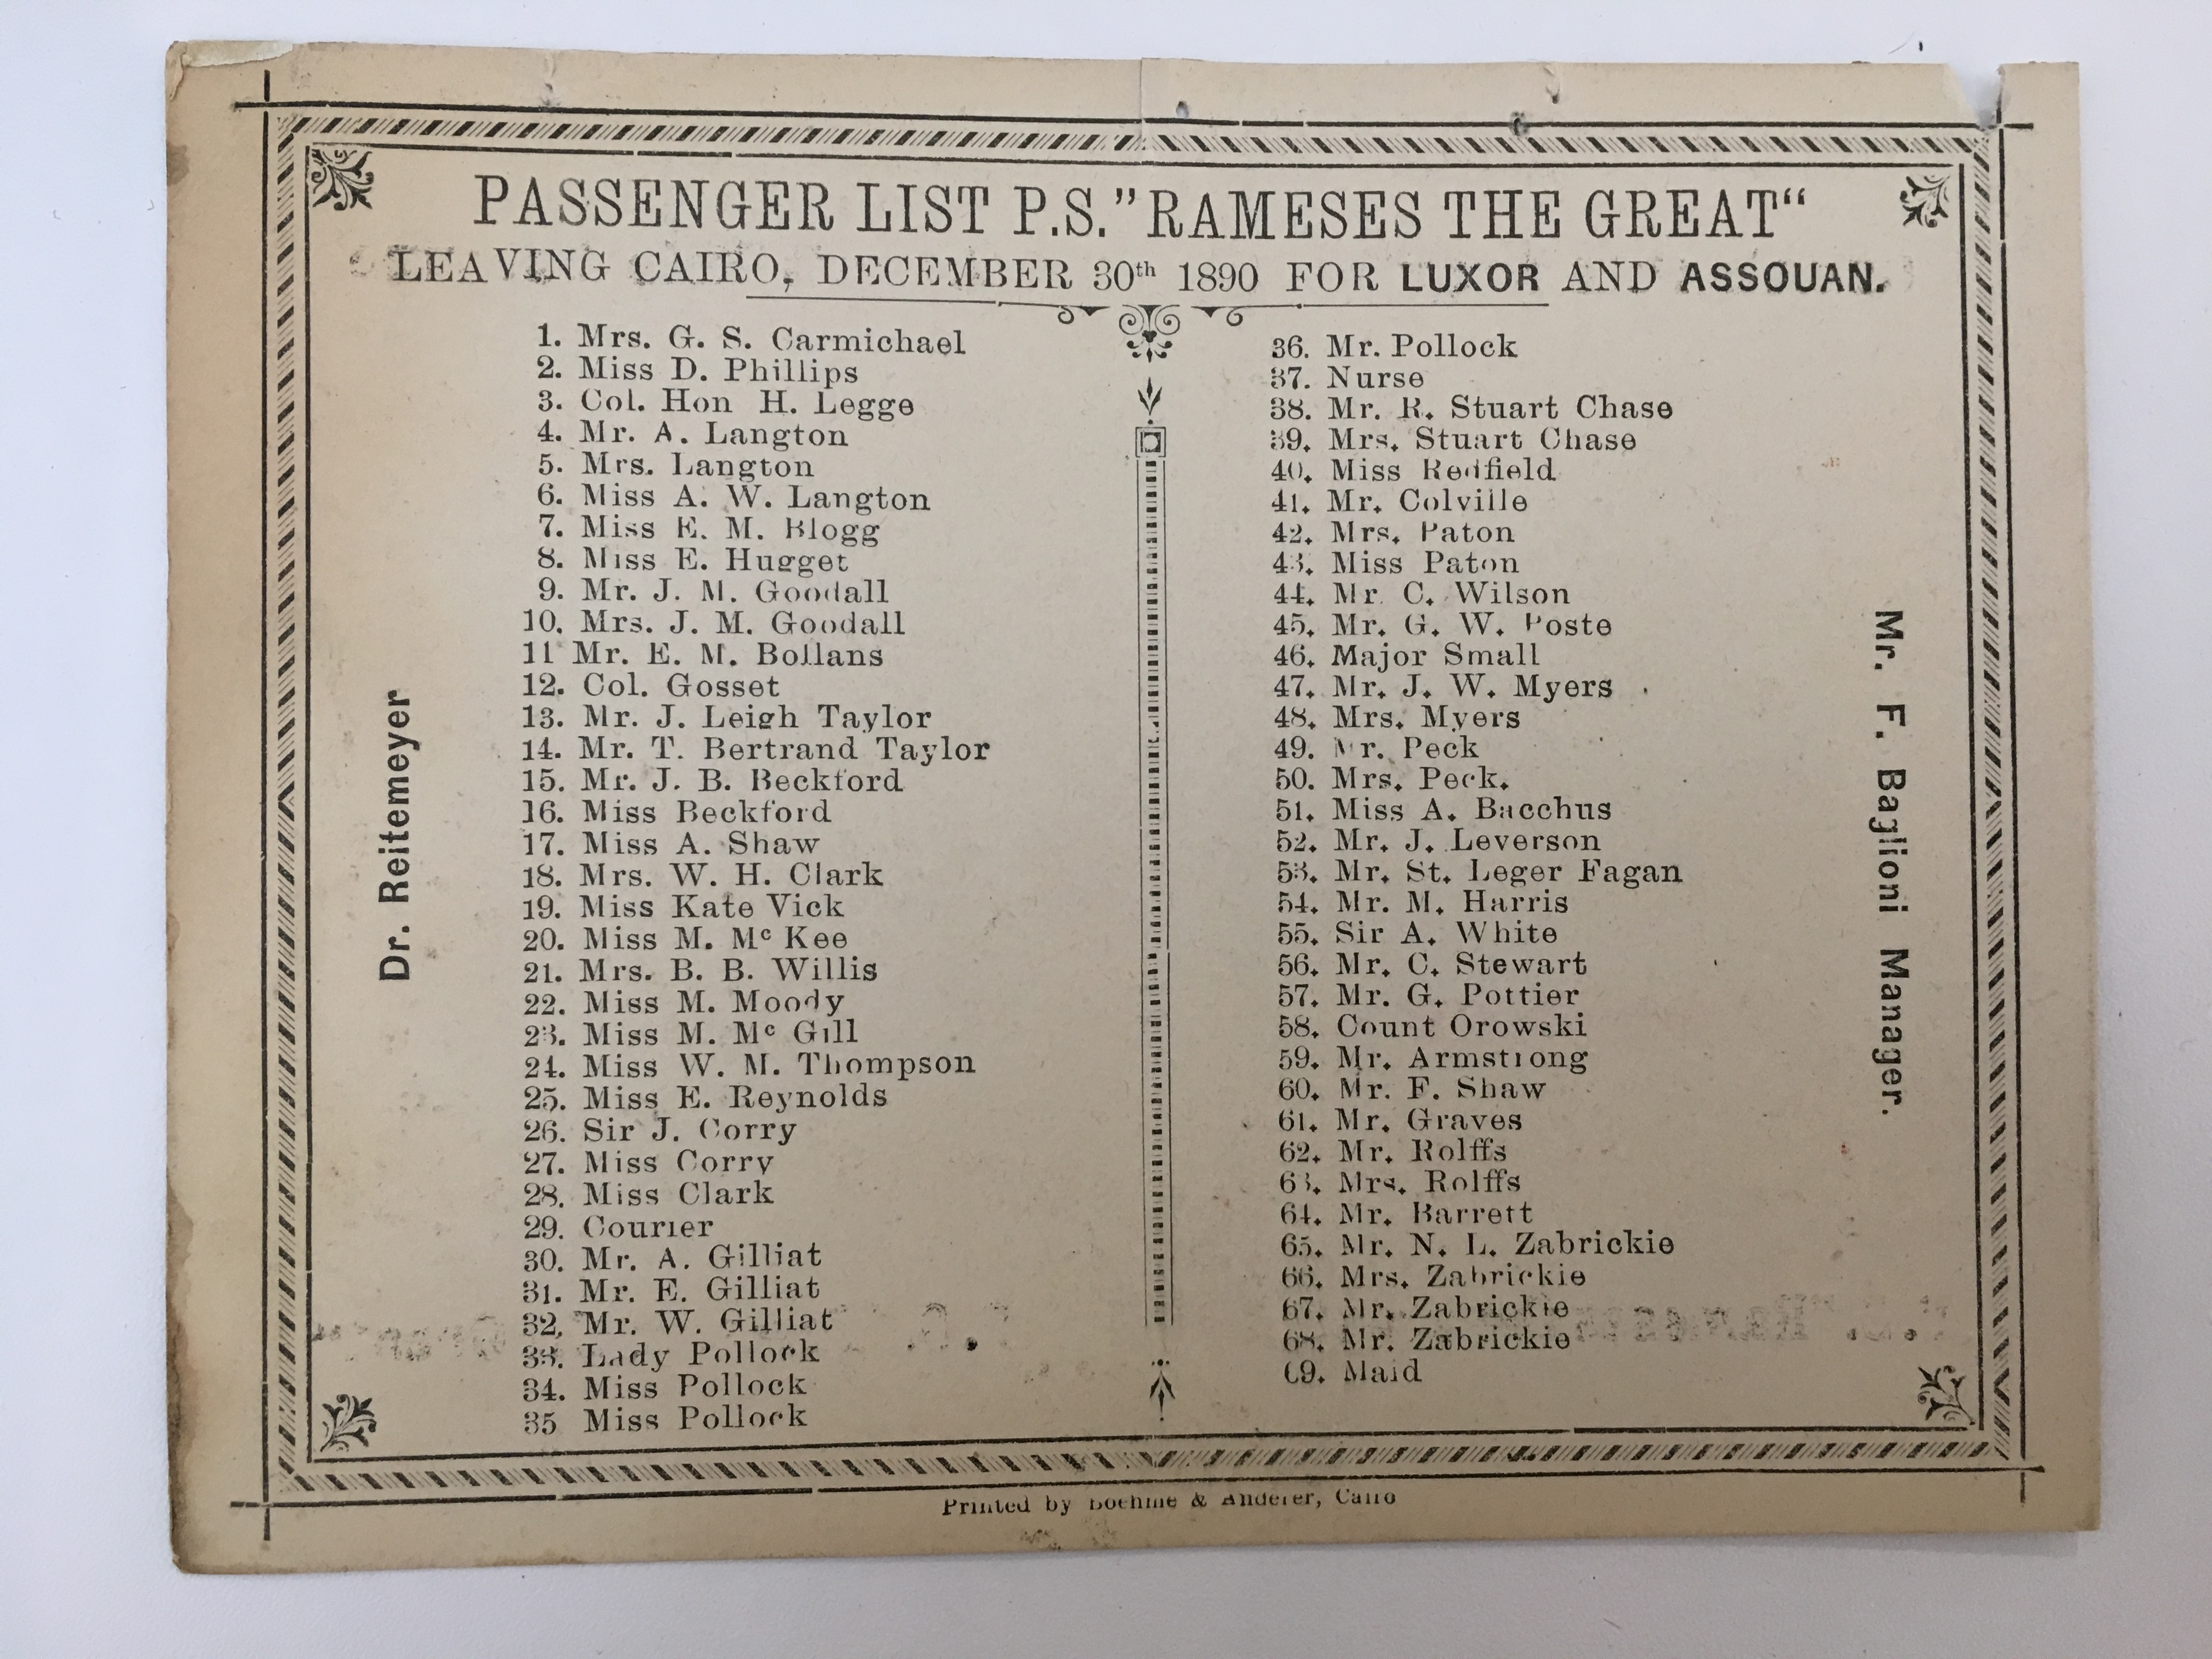 PASSENGER LIST P.S. "RAMESES THE GREAT"
LEAVING CAIRO, DECEMBER 30th 1890 FOR LUXOR AND ASSOUAN.
Dr. Reitemeyer
1. Mrs. G. S. Carmichael
2. Miss D. Phillips
3. Col. Hon H. Legge
4. Mr. A. Langton
5. Mrs. Langton
6. Miss A. W. Langton
7. Miss E. M. Blogg
8. Miss E. Hugget
9. Mr. J. M. Goodall
10. Mrs. J. M. Goodall
11 Mr. E. M. Bollans
12. Col. Gosset
13. Mr. J. Leigh Taylor
14. Mr. T. Bertrand Taylor
15. Mr. J. B. Beckford
16. Miss Beckford
17. Miss A. Shaw
18. Mrs. W. H. Clark
19. Miss Kate Vick
20. Miss M. Mc Kee
21. Mrs. B. B. Willis
22. Miss M. Moody
23. Miss M. Mc Gill
24. Miss W. M. Thompson
25. Miss E. Reynolds
26. Sir J. Corry
27. Miss Corry
28. Miss Clark
29. Courier
30. Mr. A. Gilliat
31. Mr. E. Gilliat
32. Mr. W. Gilliat
33. Lady Pollock
34. Miss Pollock
35 Miss Pollock
36. Mr. Pollock
37. Nurse
38. Mr. R. Stuart Chase
39. Mrs. Stuart Chase
40. Miss Redfield
41. Mr. Colville
42. Mrs. Paton
43. Miss Paton
44. Mr. C. Wilson
45. Mr. G. W. Poste
46. Major Small
47. Mr. J. W. Myers
48. Mrs. Myers
49. Mr. Peck
50. Mrs. Peck.
51. Miss A. Bacchus
52. Mr. J. Leverson
53. Mr. St. Leger Fagan
54. Mr. M. Harris
55. Sir A. White
56. Mr. C. Stewart
57. Mr. G. Pottier
58. Count Orowski
59. Mr. Armstrong
60. Mr. F. Shaw
61. Mr. Graves
62. Mr. Rolffs
63. Mrs. Rolffs
64. Mr. Barrett
65. Mr. N. L. Zabrickie
66. Mrs. Zabrickie
67. Mr. Zabrickie
68. Mr. Zabrickie
69. Maid
Mr. F. Baglioni Manager.
Printed by Boehme & Anderer, Cairo